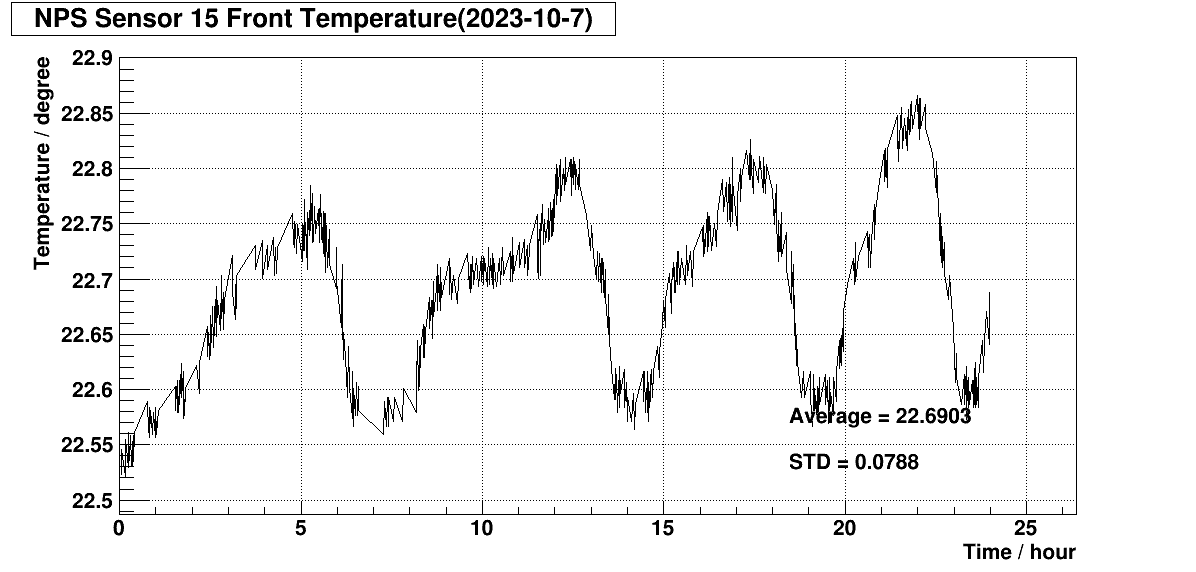 NPS Sensor 15 Front Temperature(2023-10-7)
Temperature / degree
22.9
22.85
22.8
22.75
22.7
22.65
22.6
22.55
22.5
Average = 22.6903
STD = 0.0788
0 5 10 15 20 25
Time / hour